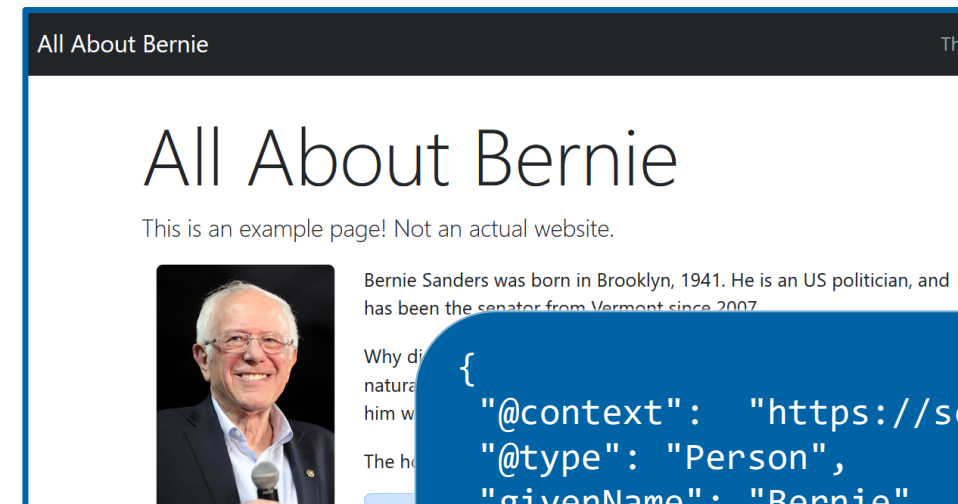 All About Bernie
All About Bernie
This is an example page! Not an actual website.
Bernie Sanders was born in Brooklyn, 1941. He is an US politician, and
has been the senator from Vermont since 2007
Why
him
The
{
"@context": "https://
"@type": "Person",
"givenName": "Bernie"